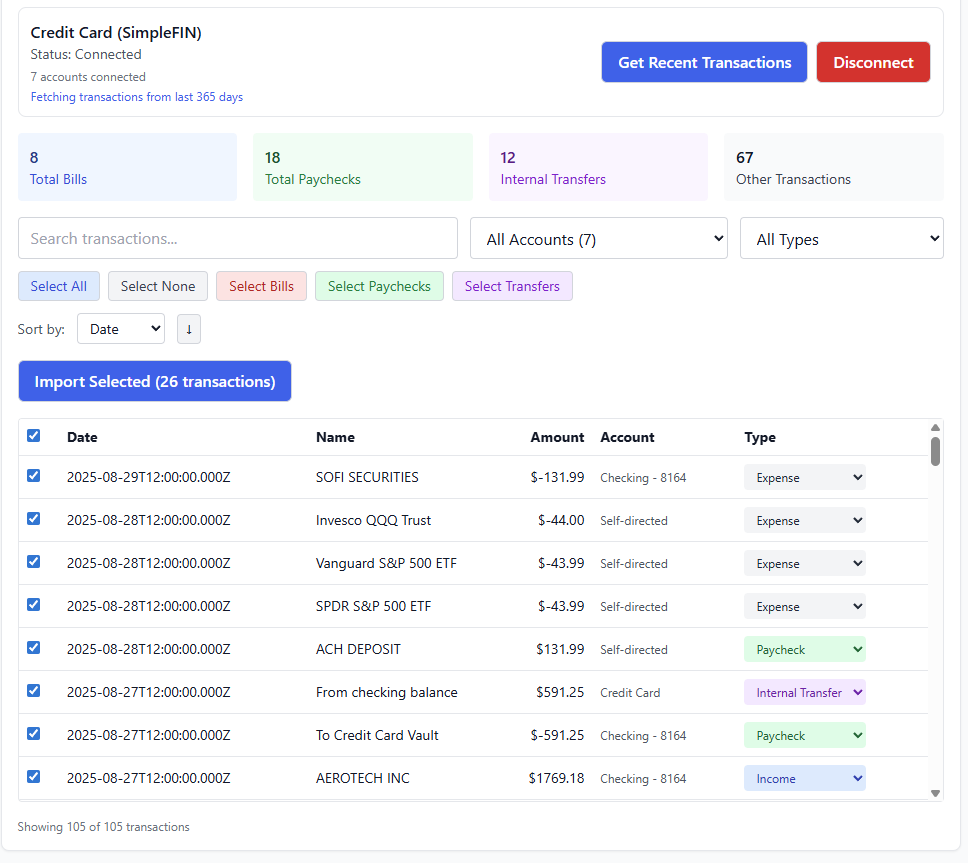 Credit Card (SimpleFIN)
Status: Connected
7 accounts connected
Fetching transactions from last 365 days
Get Recent Transactions
Disconnect
8
Total Bills
18
Total Paychecks
12
Internal Transfers
67
Other Transactions
Search transactions...
All Accounts (7)
All Types
Select All
Select None
Select Bills
Select Paychecks
Select Transfers
Sort by:
Date
↓
Import Selected (26 transactions)
Date Name Amount Account Type
2025-08-29T12:00:00.000Z SOFI SECURITIES $-131.99 Checking - 8164 Expense
2025-08-28T12:00:00.000Z Invesco QQQ Trust $-44.00 Self-directed Expense
2025-08-28T12:00:00.000Z Vanguard S&P 500 ETF $-43.99 Self-directed Expense
2025-08-28T12:00:00.000Z SPDR S&P 500 ETF $-43.99 Self-directed Expense
2025-08-28T12:00:00.000Z ACH DEPOSIT $131.99 Self-directed Paycheck
2025-08-27T12:00:00.000Z From checking balance $591.25 Credit Card Internal Transfer
2025-08-27T12:00:00.000Z To Credit Card Vault $-591.25 Checking - 8164 Paycheck
2025-08-27T12:00:00.000Z AEROTECH INC $1769.18 Checking - 8164 Income
Showing 105 of 105 transactions